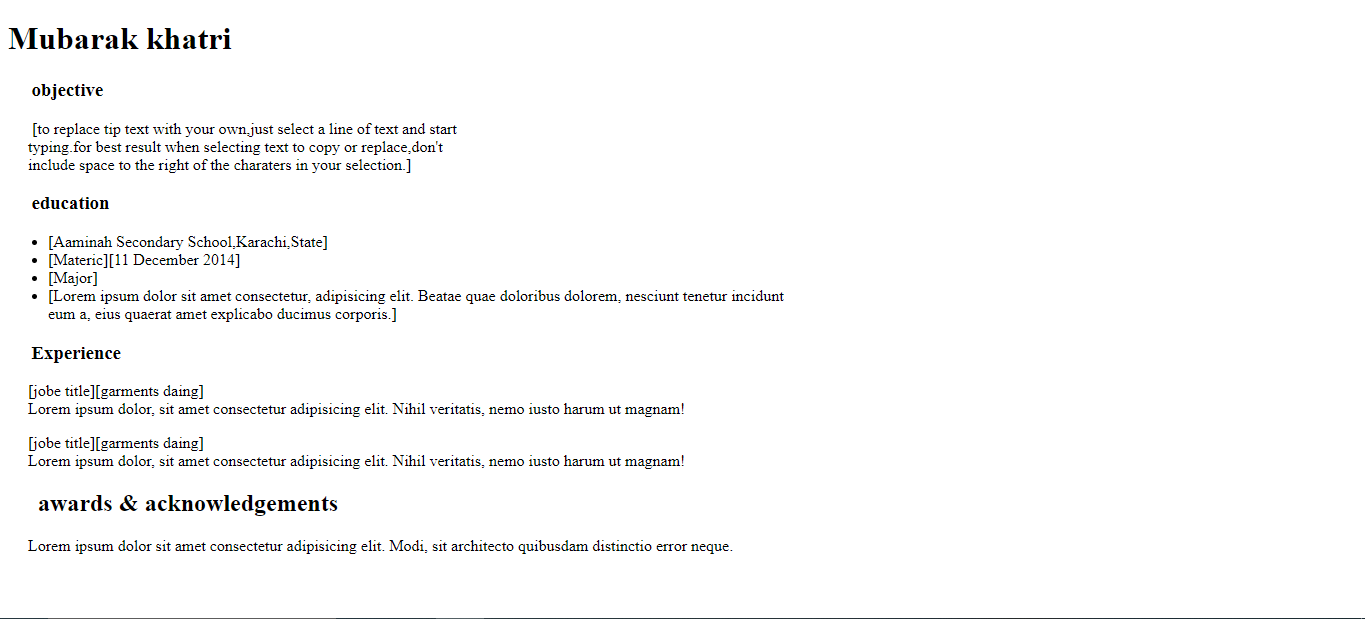 Mubarak khatri
objective
[to replace tip text with your own,just select a line of text and start
typing.for best result when selecting text to copy or replace,don't
include space to the right of the charaters in your selection.]
education
• [Aaminah Secondary School,Karachi,State]
• [Materic][11 December 2014]
• [Major]
• [Lorem ipsum dolor sit amet consectetur, adipisicing elit. Beatae quae doloribus dolorem, nesciunt tenetur incidunt
eum a, eius quaerat amet explicabo ducimus corporis.]
Experience
[jobe title][garments daing]
Lorem ipsum dolor, sit amet consectetur adipisicing elit. Nihil veritatis, nemo iusto harum ut magnam!
[jobe title][garments daing]
Lorem ipsum dolor, sit amet consectetur adipisicing elit. Nihil veritatis, nemo iusto harum ut magnam!
awards & acknowledgements
Lorem ipsum dolor sit amet consectetur adipisicing elit. Modi, sit architecto quibusdam distinctio error neque.